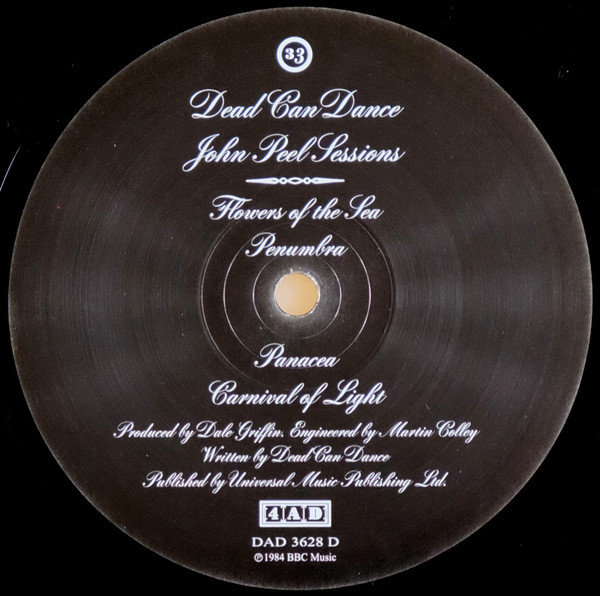 33
Dead Can Dance
John Peel Sessions
Flowers of the Sea
Penumbra
Panacea
Carnival of Light
Produced by Dale Griffin. Engineered by Martin Colley
Written by Dead Can Dance
Published by Universal Music Publishing Ltd.
4AD
DAD 3628 D
℗1984 BBC Music